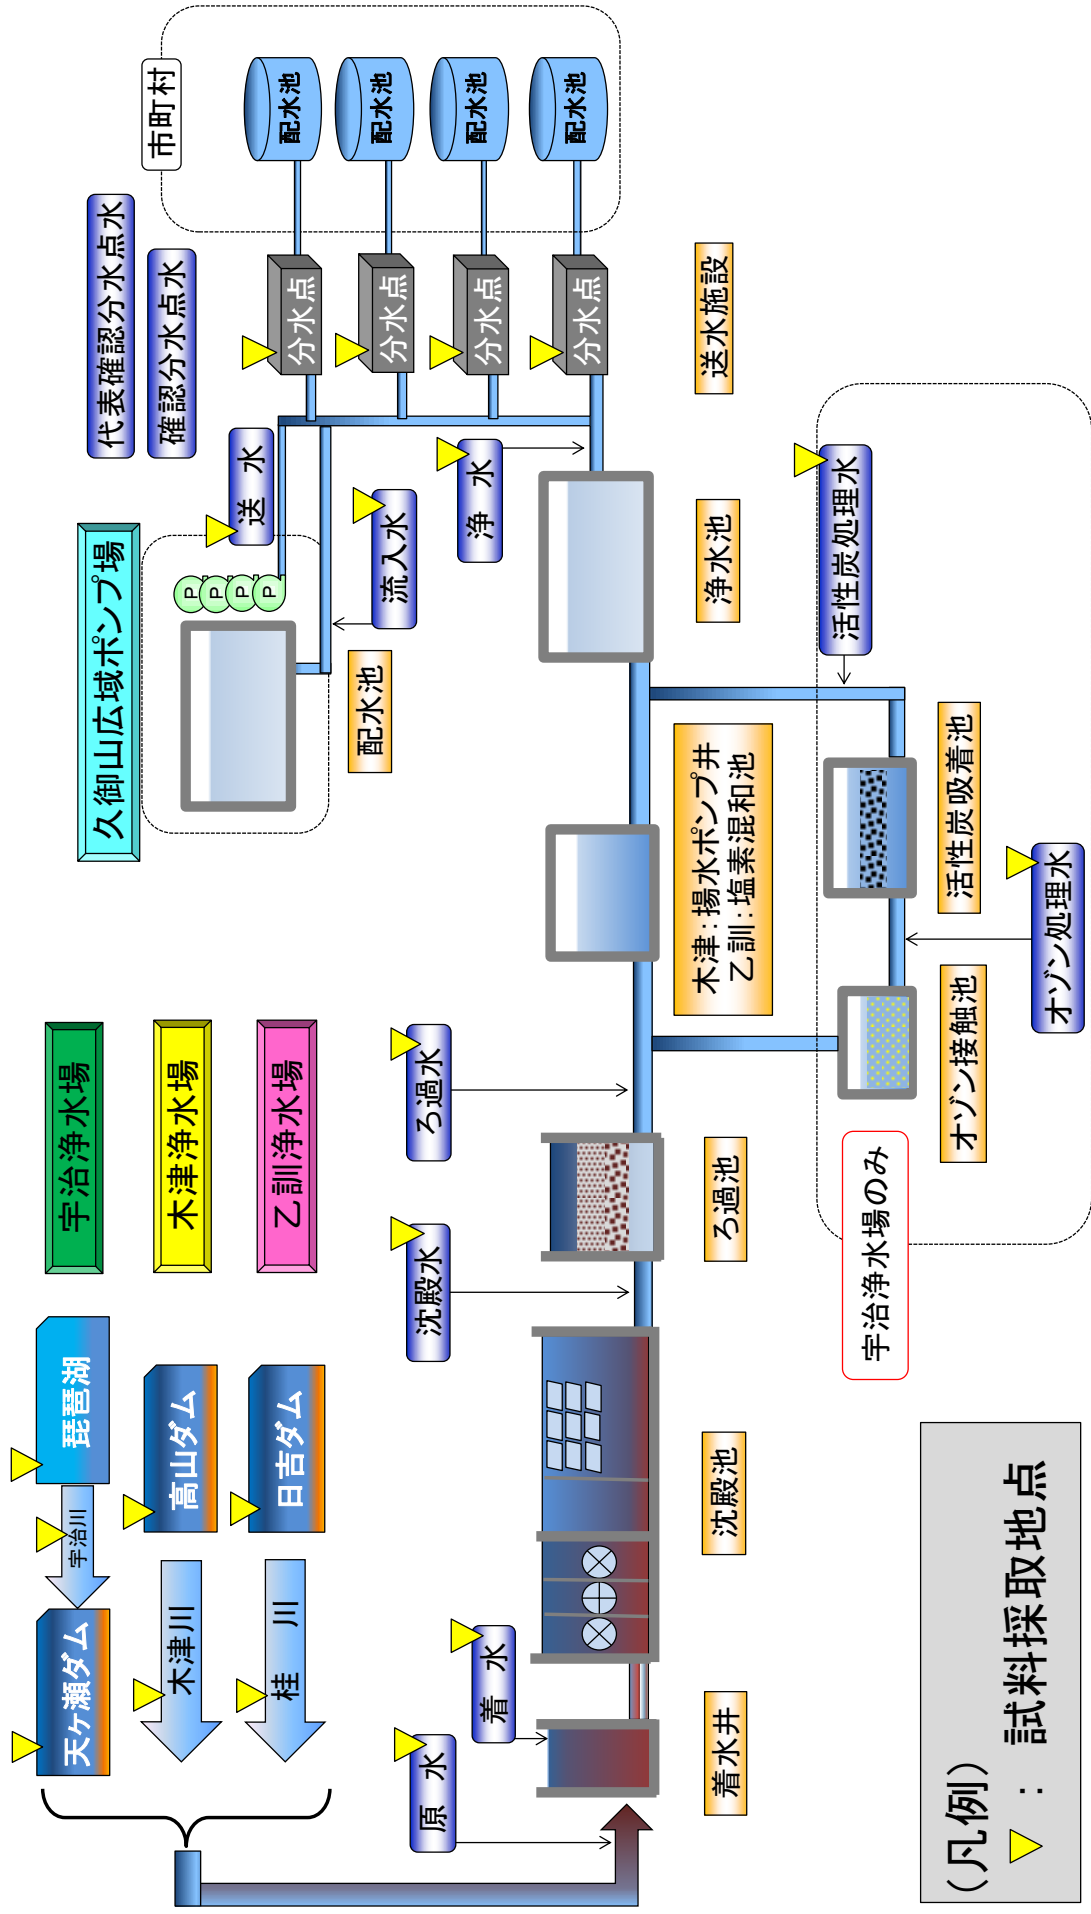 琵琶湖
宇治川
天ヶ瀬ダム
宇治浄水場
高山ダム
木津川
木津浄水場
日吉ダム
桂 川
乙訓浄水場
久御山広域ポンプ場
代表確認分水点水
確認分水点水
市町村
配水池
配水池
配水池
配水池
分水点
分水点
分水点
分水点
P
P
P
P
送 水
流入水
配水池
原 水
着 水
沈殿水
ろ過水
浄 水
着水井
沈殿池
ろ過池
木津:揚水ポンプ井
乙訓:塩素混和池
浄水池
送水施設
宇治浄水場のみ
オゾン接触池
オゾン処理水
活性炭吸着池
活性炭処理水
(凡例)
: 試料採取地点